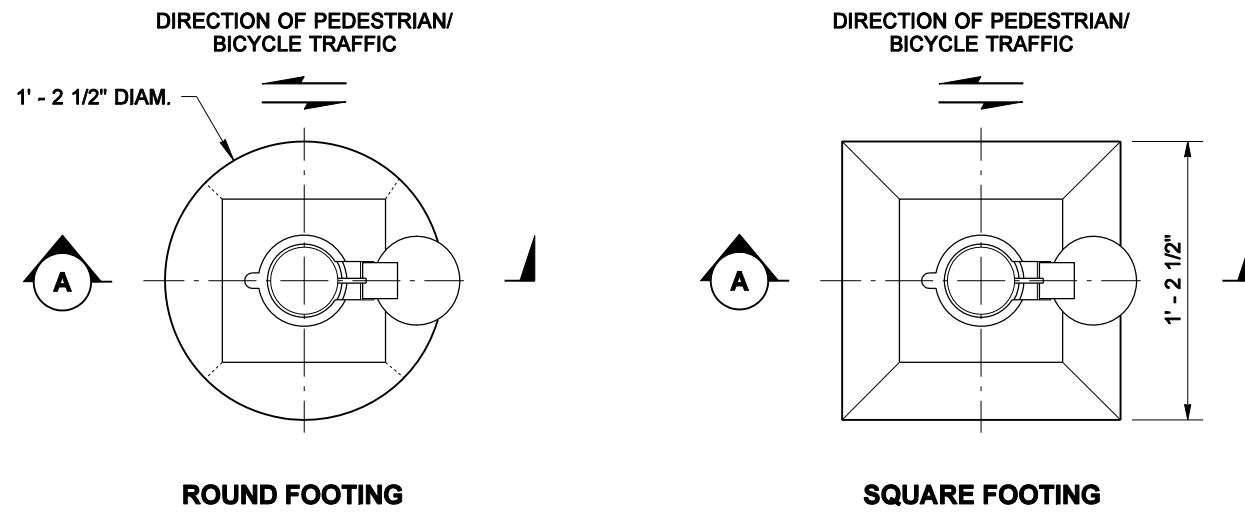 DIRECTION OF PEDESTRIAN/
BICYCLE TRAFFIC
1' - 2 1/2" DIAM.
A
ROUND FOOTING
DIRECTION OF PEDESTRIAN/
BICYCLE TRAFFIC
A
1' - 2 1/2"
SQUARE FOOTING